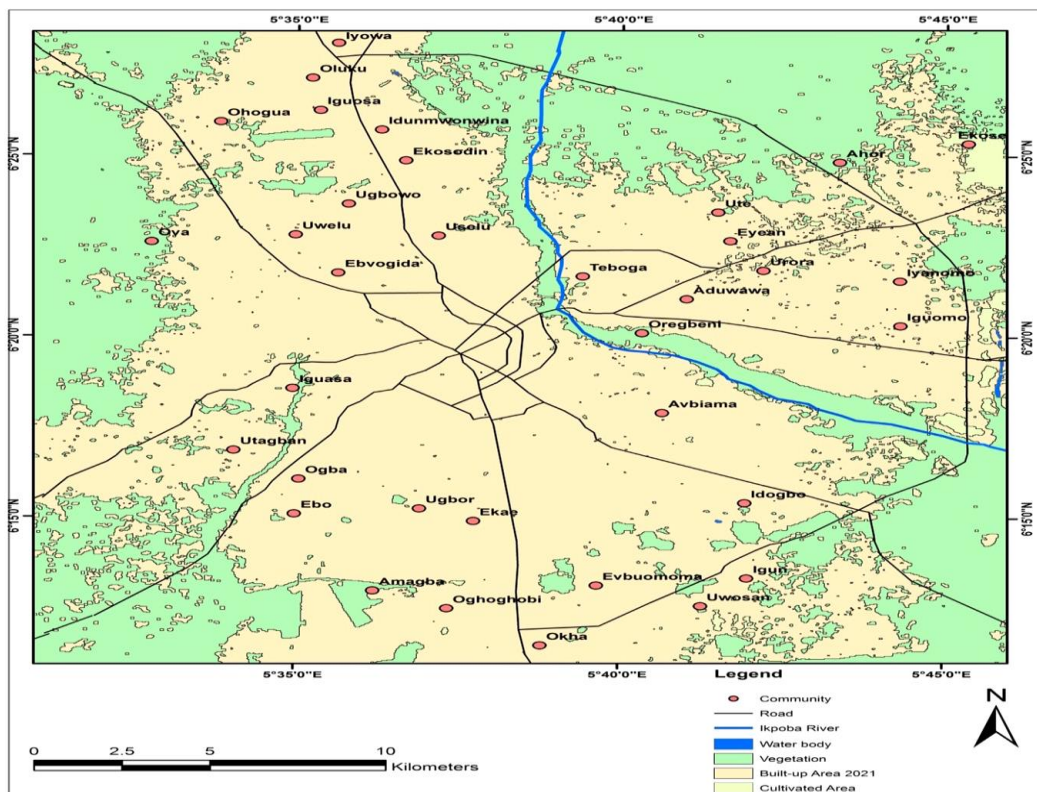 5°35'0"E 5°40'0"E 5°45'0"E
Iyowa
Oluku
Iguosa
Ohogua
Idunmwonwina
6°25'0"N
6°25'0"N
Ekosodin
Ahor
Ekose
Ugbowo
Ute
Uwelu
Uselu
Oya
Eyean
Ebvogida
Teboga
Urora
Iyanomo
Aduwawa
Iguomo
Oregbeni
6°20'0"N
6°20'0"N
Iguasa
Avbiama
Utagban
Ogba
Ugbor
Idogbo
Ebo
Ekae
6°15'0"N
6°15'0"N
Amagba
Evbuomoma
Igun
Oghoghobi
Uwosan
Okha
5°35'0"E 5°40'0"E 5°45'0"E
Legend
Community
Road
Ikpoba River
Water body
Vegetation
Built-up Area 2021
Cultivated Area
N
0 2.5 5 10
Kilometers